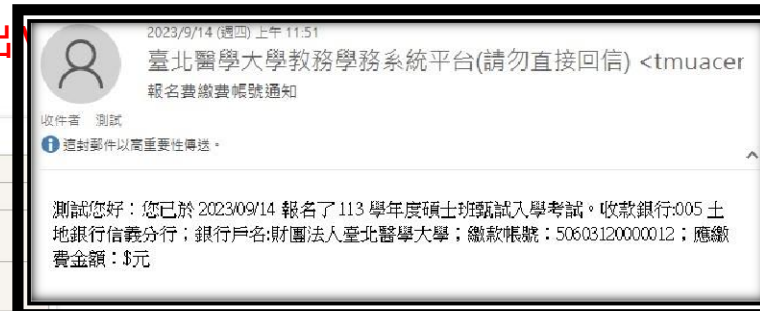 出
2023/9/14 (週四) 上午 11:51
臺北醫學大學教務學務系統平台(請勿直接回信) <tmuacer
報名費繳費帳號通知
收件者 測試
這封郵件以高重要性傳送。
測試您好：您已於 2023/09/14 報名了 113 學年度碩士班甄試入學考試。收款銀行:005 土
地銀行信義分行；銀行戶名:財團法人臺北醫學大學；繳款帳號：50603120000012；應繳
費金額：$元